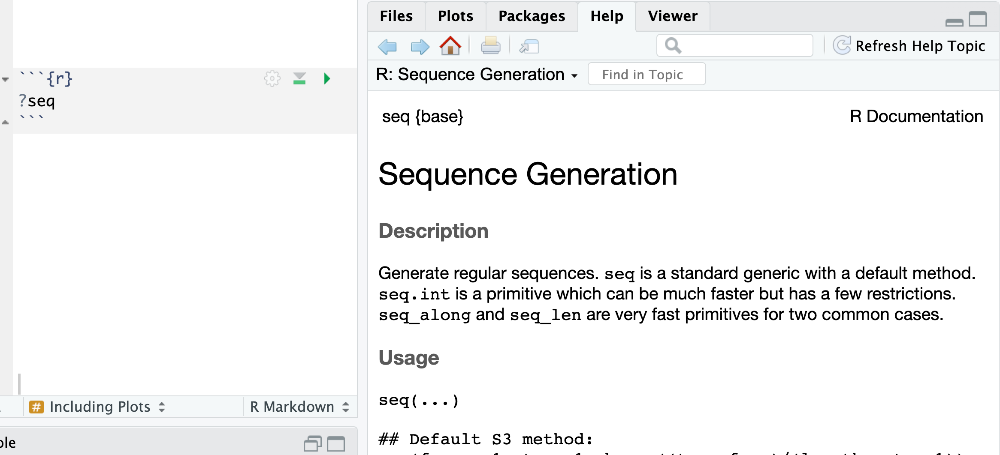 Files Plots Packages Help Viewer
Refresh Help Topic
R: Sequence Generation Find in Topic
```{r}
?seq
```
# Including Plots R Markdown
seq {base} R Documentation
Sequence Generation
Description
Generate regular sequences. seq is a standard generic with a default method.
seq.int is a primitive which can be much faster but has a few restrictions.
seq_along and seq_len are very fast primitives for two common cases.
Usage
seq(...)
## Default S3 method: